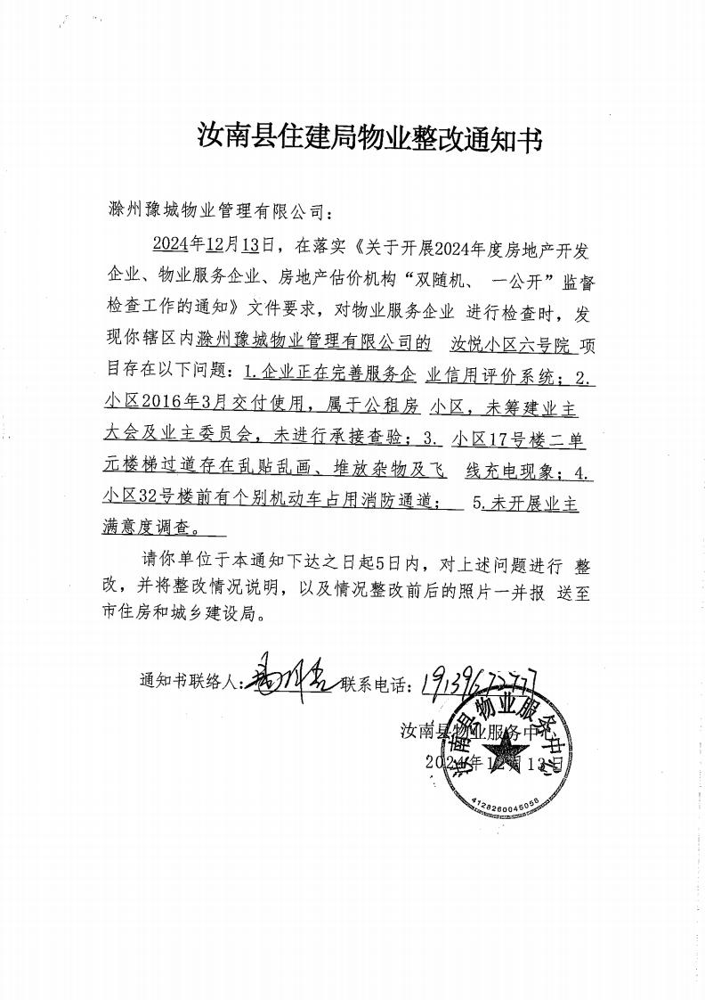 汝南县住建局物业整改通知书
滁州豫城物业管理有限公司：
2024年12月13日，在落实《关于开展2024年度房地产开发
企业、物业服务企业、房地产估价机构“双随机、 一公开”监督
检查工作的通知》文件要求，对物业服务企业 进行检查时，发
现你辖区内滁州豫城物业管理有限公司的 汝悦小区六号院 项
目存在以下问题：1.企业正在完善服务企 业信用评价系统；2.
小区2016年3月交付使用，属于公租房 小区，未筹建业主
大会及业主委员会，未进行承接查验；3. 小区17号楼二单
元楼梯过道存在乱贴乱画、堆放杂物及飞 线充电现象；4.
小区32号楼前有个别机动车占用消防通道； 5.未开展业主
满意度调查。
请你单位于本通知下达之日起5日内，对上述问题进行 整
改，并将整改情况说明，以及情况整改前后的照片一并报 送至
市住房和城乡建设局。
通知书联络人： 联系电话：19139672777
汝南县物业服务中心
2024年12月13日
汝南县物业服务中心
4128260045058